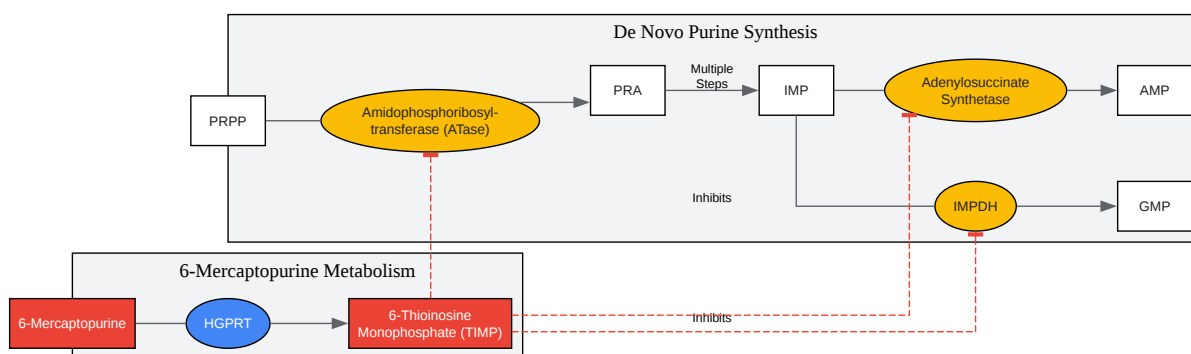 De Novo Purine Synthesis
PRPP
Amidophosphoribosyl-
transferase (ATase)
PRA
Multiple
Steps
IMP
Adenylosuccinate
Synthetase
AMP
Inhibits
IMPDH
GMP
6-Mercaptopurine Metabolism
6-Mercaptopurine
HGPRT
6-Thioinosine
Monophosphate (TIMP)
Inhibits